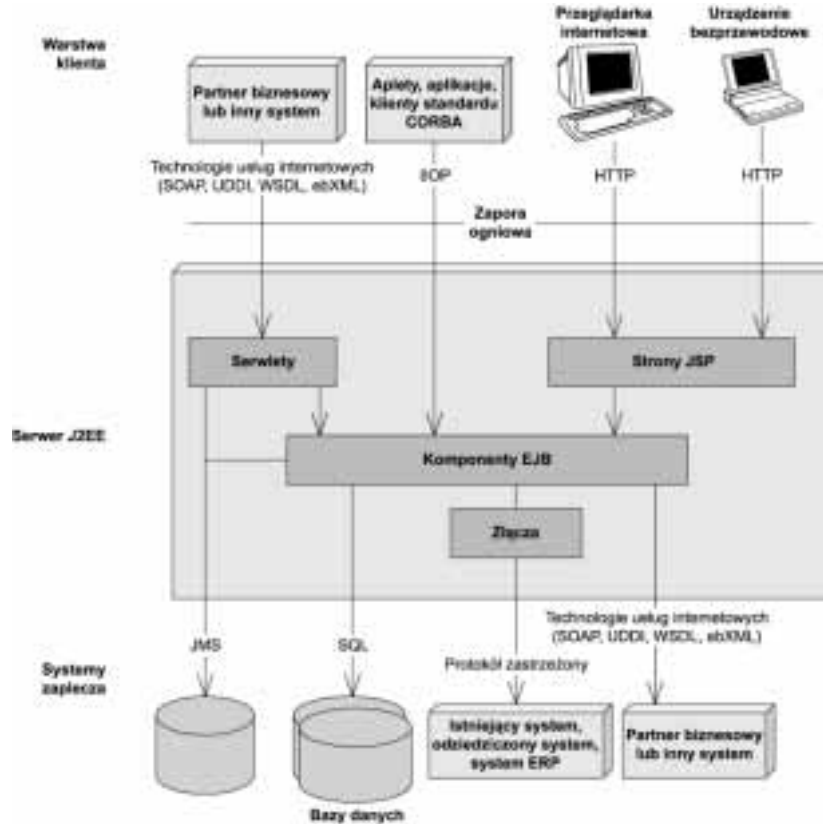 Warstwa
klienta
Partner biznesowy
lub inny system
Aplety, aplikacje,
klienty standardu
CORBA
Przeglądarka
internetowa
Urządzenie
bezprzewodowe
Technologie usług internetowych
(SOAP, UDDI, WSDL, ebXML)
IIOP
HTTP
HTTP
Zapora
ogniowa
Serwlety
Strony JSP
Serwer J2EE
Komponenty EJB
Złącza
Technologie usług internetowych
(SOAP, UDDI, WSDL, ebXML)
JMS
SQL
Protokół zastrzeżony
Systemy
zaplecza
Istniejący system,
odziedziczony system,
system ERP
Partner biznesowy
lub inny system
Bazy danych